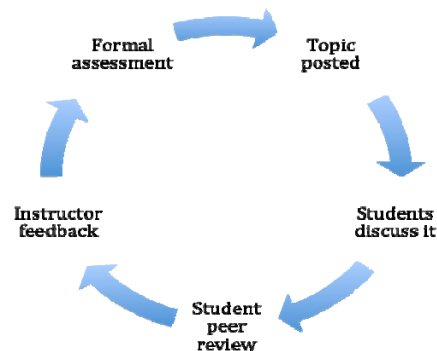 Formal
assessment
Topic
posted
Students
discuss it
Student
peer
review
Instructor
feedback